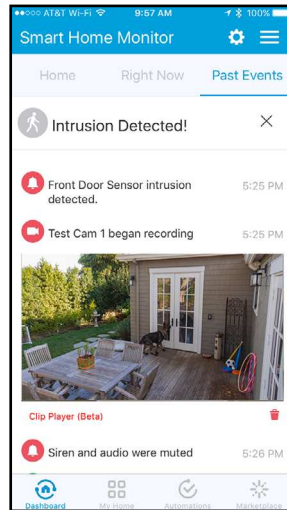 AT&T Wi-Fi 9:57 AM 100%
Smart Home Monitor
Home Right Now Past Events
Intrusion Detected!
Front Door Sensor intrusion 5:25 PM
detected.
Test Cam 1 began recording 5:25 PM
Clip Player (Beta)
Siren and audio were muted 5:26 PM
Dashboard My Home Automations Marketplace